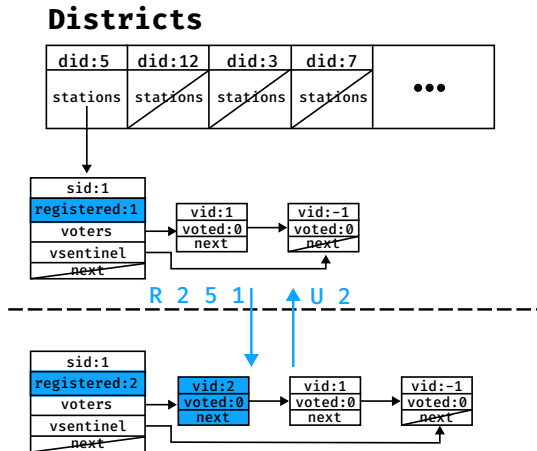 Districts
did:5 did:12 did:3 did:7
stations stations stations stations •••
sid:1
registered:1
voters
vsentinel
next
vid:1
voted:0
next
vid:-1
voted:0
next
R 2 5 1 U 2
sid:1
registered:2
voters
vsentinel
next
vid:2
voted:0
next
vid:1
voted:0
next
vid:-1
voted:0
next